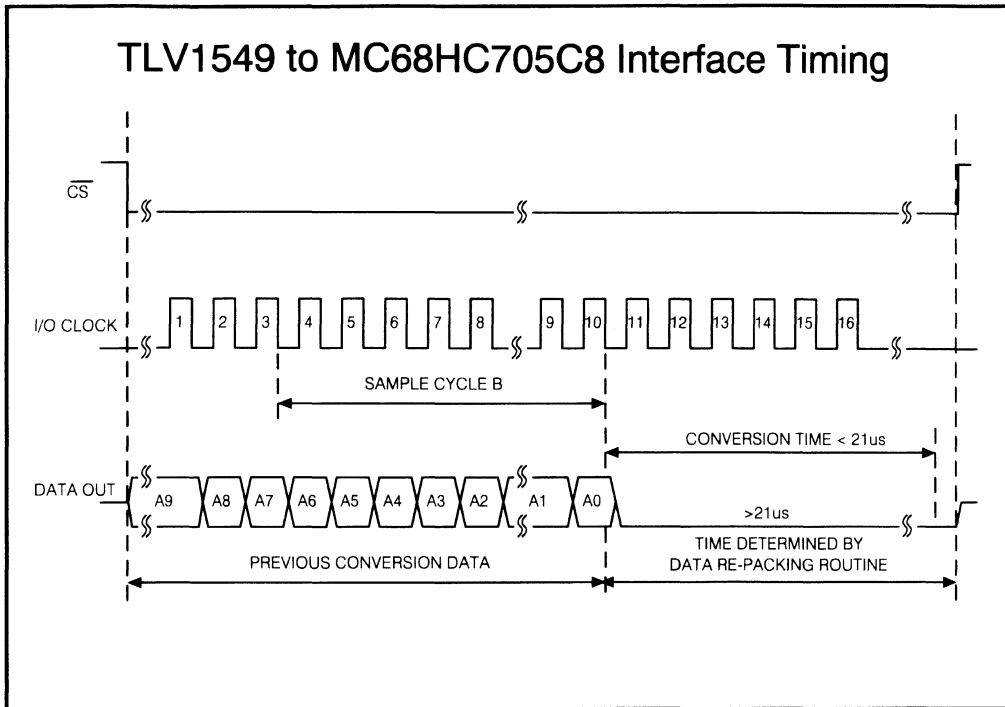 TLV1549 to MC68HC705C8 Interface Timing
CS
I/O CLOCK
1 2 3 4 5 6 7 8 9 10 11 12 13 14 15 16
SAMPLE CYCLE B
CONVERSION TIME < 21us
DATA OUT
A9 A8 A7 A6 A5 A4 A3 A2 A1 A0
>21us
TIME DETERMINED BY
DATA RE-PACKING ROUTINE
PREVIOUS CONVERSION DATA